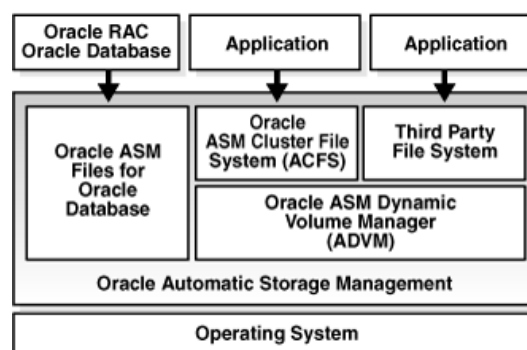 Oracle RAC
Oracle Database
Application
Application
Oracle ASM
Files for
Oracle
Database
Oracle
ASM Cluster File
System (ACFS)
Third Party
File System
Oracle ASM Dynamic
Volume Manager
(ADVM)
Oracle Automatic Storage Management
Operating System